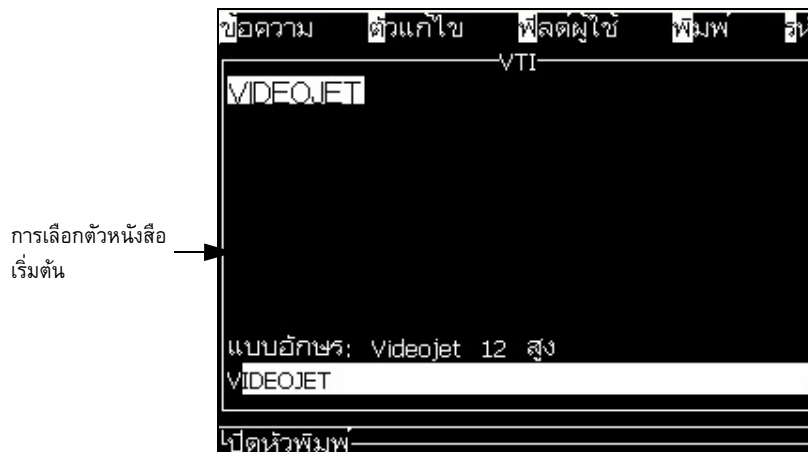 ข้อความ ตัวแก้ไข ฟิลด์ผู้ใช้ พิมพ์
VTI
VIDEOJET
การเลือกตัวหนังสือ
เริ่มต้น
แบบอักษร: Videojet 12 สูง
VIDEOJET
ปิดหัวพิมพ์